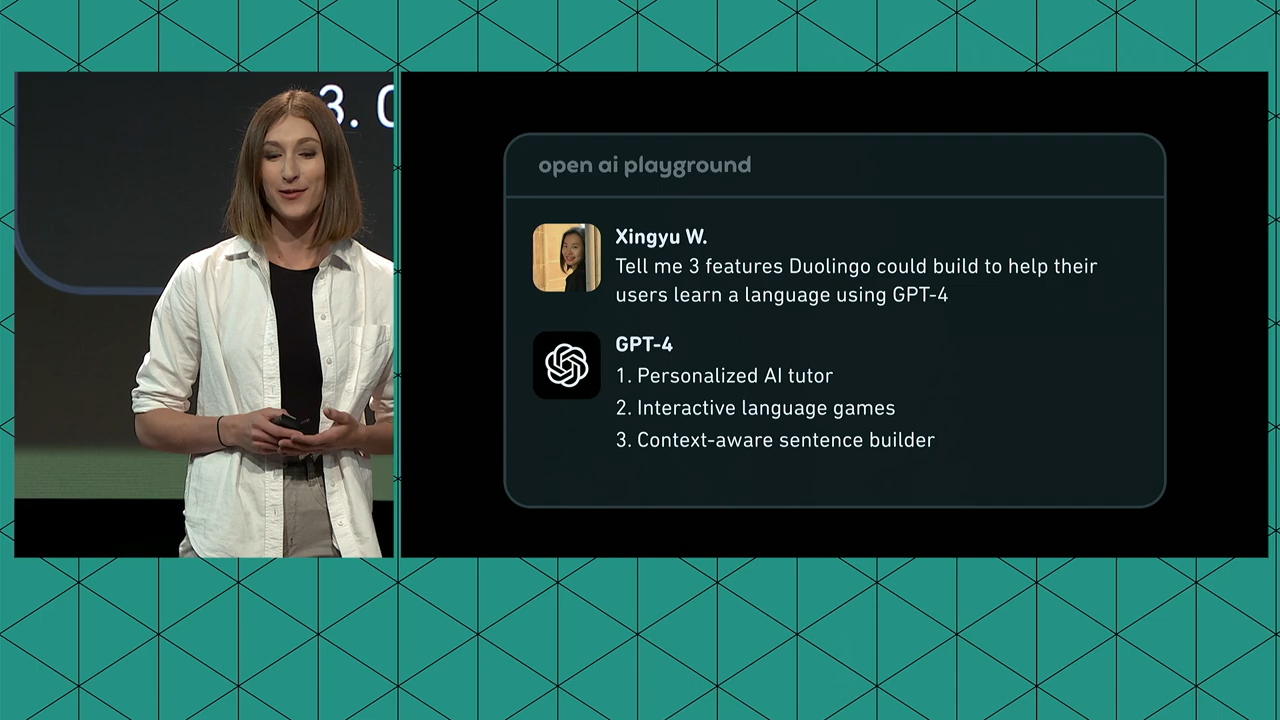 3. C
open ai playground
Xingyu W.
Tell me 3 features Duolingo could build to help their
users learn a language using GPT-4
GPT-4
1. Personalized AI tutor
2. Interactive language games
3. Context-aware sentence builder